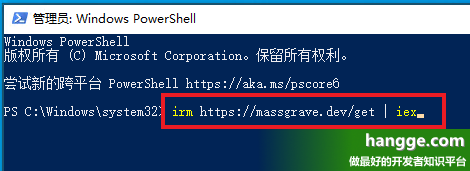 管理员: Windows PowerShell
Windows PowerShell
版权所有 (C) Microsoft Corporation。保留所有权利。
尝试新的跨平台 PowerShell https://aka.ms/pscore6
PS C:\Windows\system32> irm https://massgrave.dev/get | iex_
hangge.com
做最好的开发者知识平台